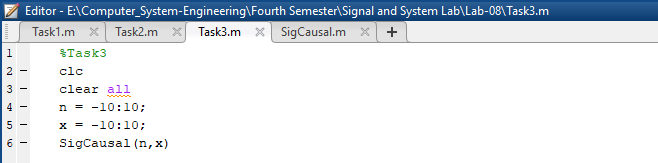 Editor - E:\Computer_System-Engineering\Fourth Semester\Signal and System Lab\Lab-08\Task3.m
Task1.m Task2.m Task3.m SigCausal.m +
1 %Task3
2 - clc
3 - clear all
4 - n = -10:10;
5 - x = -10:10;
6 - SigCausal(n,x)